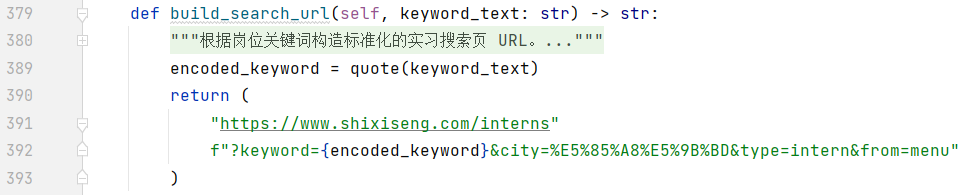 379 def build_search_url(self, keyword_text: str) -> str:
380 """根据岗位关键词构造标准化的实习搜索页 URL。..."""
389 encoded_keyword = quote(keyword_text)
390 return (
391 "https://www.shixiseng.com/interns"
392 f"?keyword={encoded_keyword}&city=%E5%85%A8%E5%9B%BD&type=intern&from=menu"
393 )